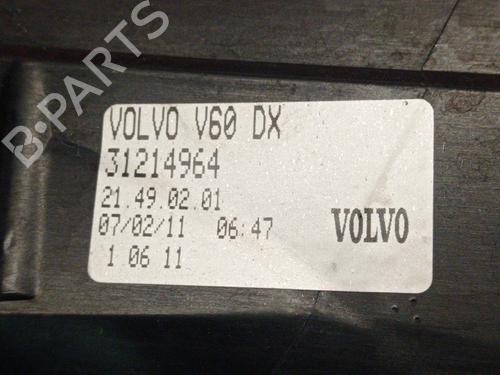 B-PARTS
VOLVO V60 DX
31214964
21.49.02.01
07/02/11 06:47
VOLVO
1 06 11